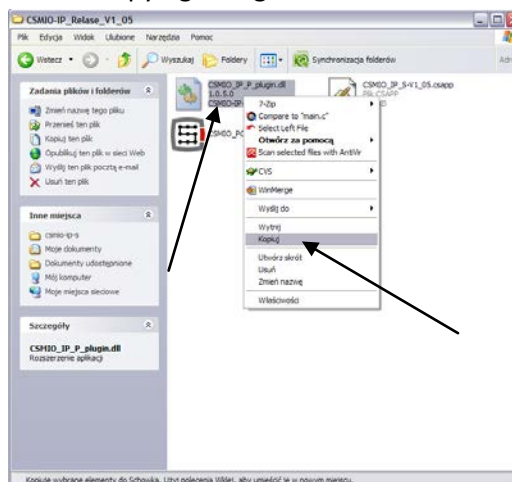 CSMIO-IP_Relase_V1_05
Plik Edycja Widok Ulubione Narzędzia Pomoc
Wstecz Wyszukaj Foldery Synchronizacja folderów
Zadania plików i folderów
Zmień nazwę tego pliku
Przenieś ten plik
Kopiuj ten plik
Opublikuj ten plik w sieci Web
Wyślij ten plik pocztą e-mail
Usuń ten plik
Inne miejsca
csmio-ip-s
Moje dokumenty
Dokumenty udostępnione
Mój komputer
Moje miejsca sieciowe
Szczegóły
CSMIO_IP_P_plugin.dll
Rozszerzenie aplikacji
CSMIO_IP_P_plugin.dll
1.0.5.0
CSMIO_IP_S-V1_05.csapp
Plik CSAPP
7-Zip
Compare to "main.c"
Select Left File
Otwórz za pomocą
Scan selected files with AntiVir
CVS
WinMerge
Wyślij do
Wytnij
Kopiuj
Utwórz skrót
Usuń
Zmień nazwę
Właściwości
Kopiuje wybrane elementy do Schowka. Użyj polecenia Wklej, aby umieścić je w nowym miejscu.